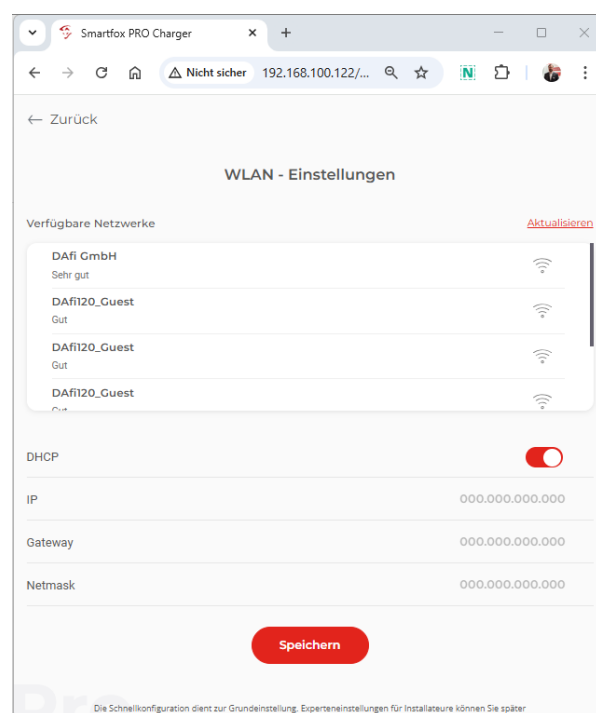 Smartfox PRO Charger
Nicht sicher 192.168.100.122/...
N
← Zurück
WLAN - Einstellungen
Verfügbare Netzwerke Aktualisieren
DAfi GmbH
Sehr gut
DAfi120_Guest
Gut
DAfi120_Guest
Gut
DAfi120_Guest
Gut
DHCP
IP 000.000.000.000
Gateway 000.000.000.000
Netmask 000.000.000.000
Speichern
Pro
Die Schnellkonfiguration dient zur Grundeinstellung. Experteneinstellungen für Installateure können Sie später